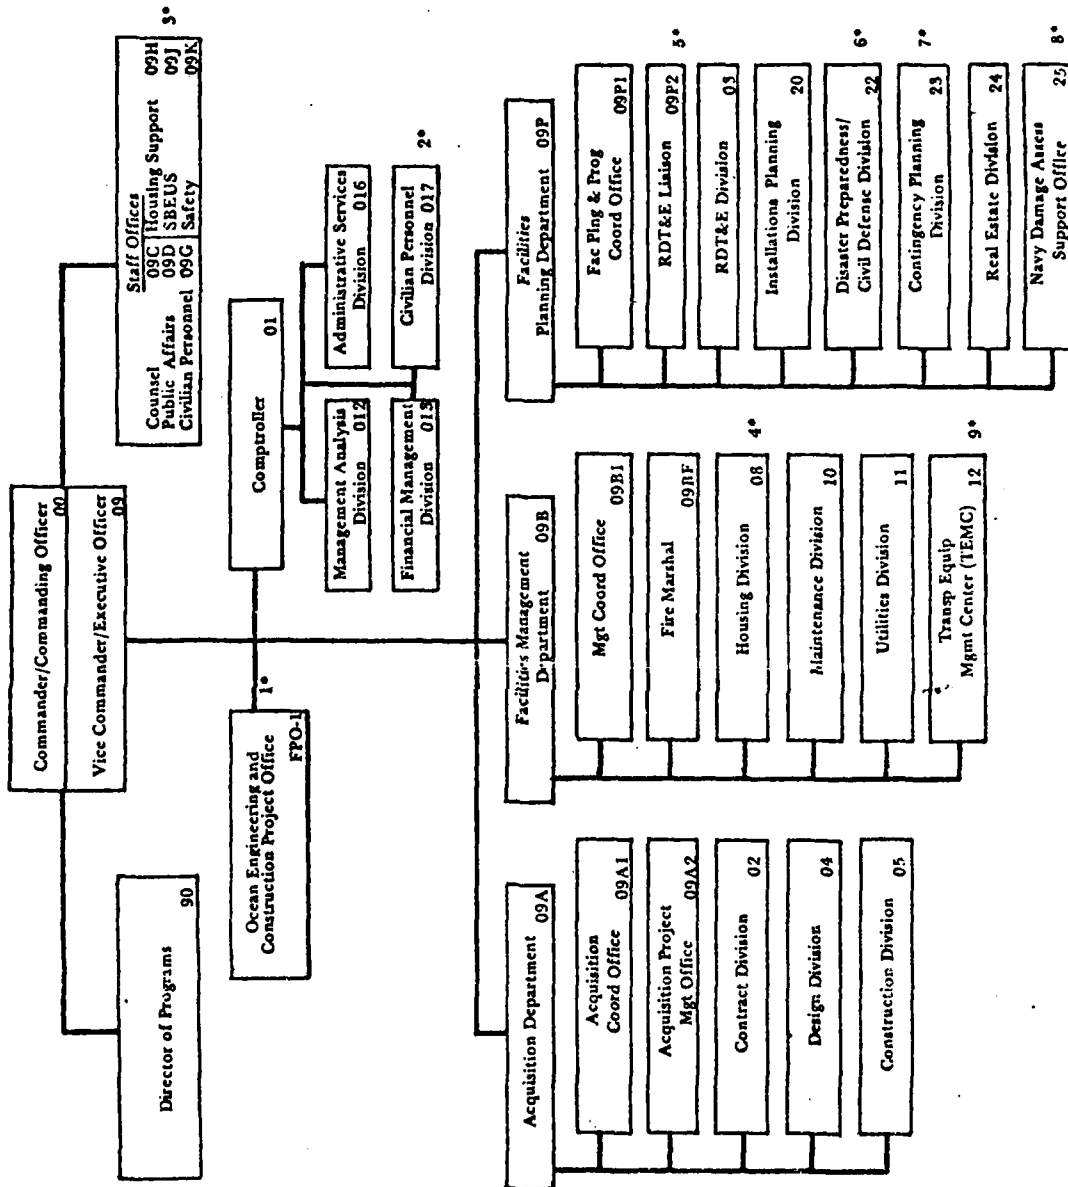 Commander/Commanding Officer
00
Vice Commander/Executive Officer
09
Director of Programs
90
Staff Offices
Counsel 09C Housing Support 09H
Public Affairs 09D SBEUS 09J
Civilian Personnel 09G Safety 09K
3*
Ocean Engineering and
Construction Project Office
FPO-1
1*
Comptroller
01
Management Analysis
Division 012
Administrative Services
Division 016
Financial Management
Division 013
Civilian Personnel
Division 017
2*
Acquisition Department
09A
Acquisition
Coord Office 09A1
Acquisition Project
Mgt Office 09A2
Contract Division
02
Design Division
04
Construction Division
05
Facilities Management
Department 09B
Mgt Coord Office
09B1
Fire Marshal
09BF
Housing Division
08
4*
Maintenance Division
10
Utilities Division
11
Transp Equip
Mgmt Center (TEMC)
12
9*
Facilities
Planning Department 09P
Fac Plng & Prog
Coord Office
09P1
RDT&E Liaison
09P2
5*
RDT&E Division
03
Installations Planning
Division
20
Disaster Preparedness/
Civil Defense Division
22
6*
Contingency Planning
Division
23
7*
Real Estate Division
24
Navy Damage Assess
Support Office
25
8*